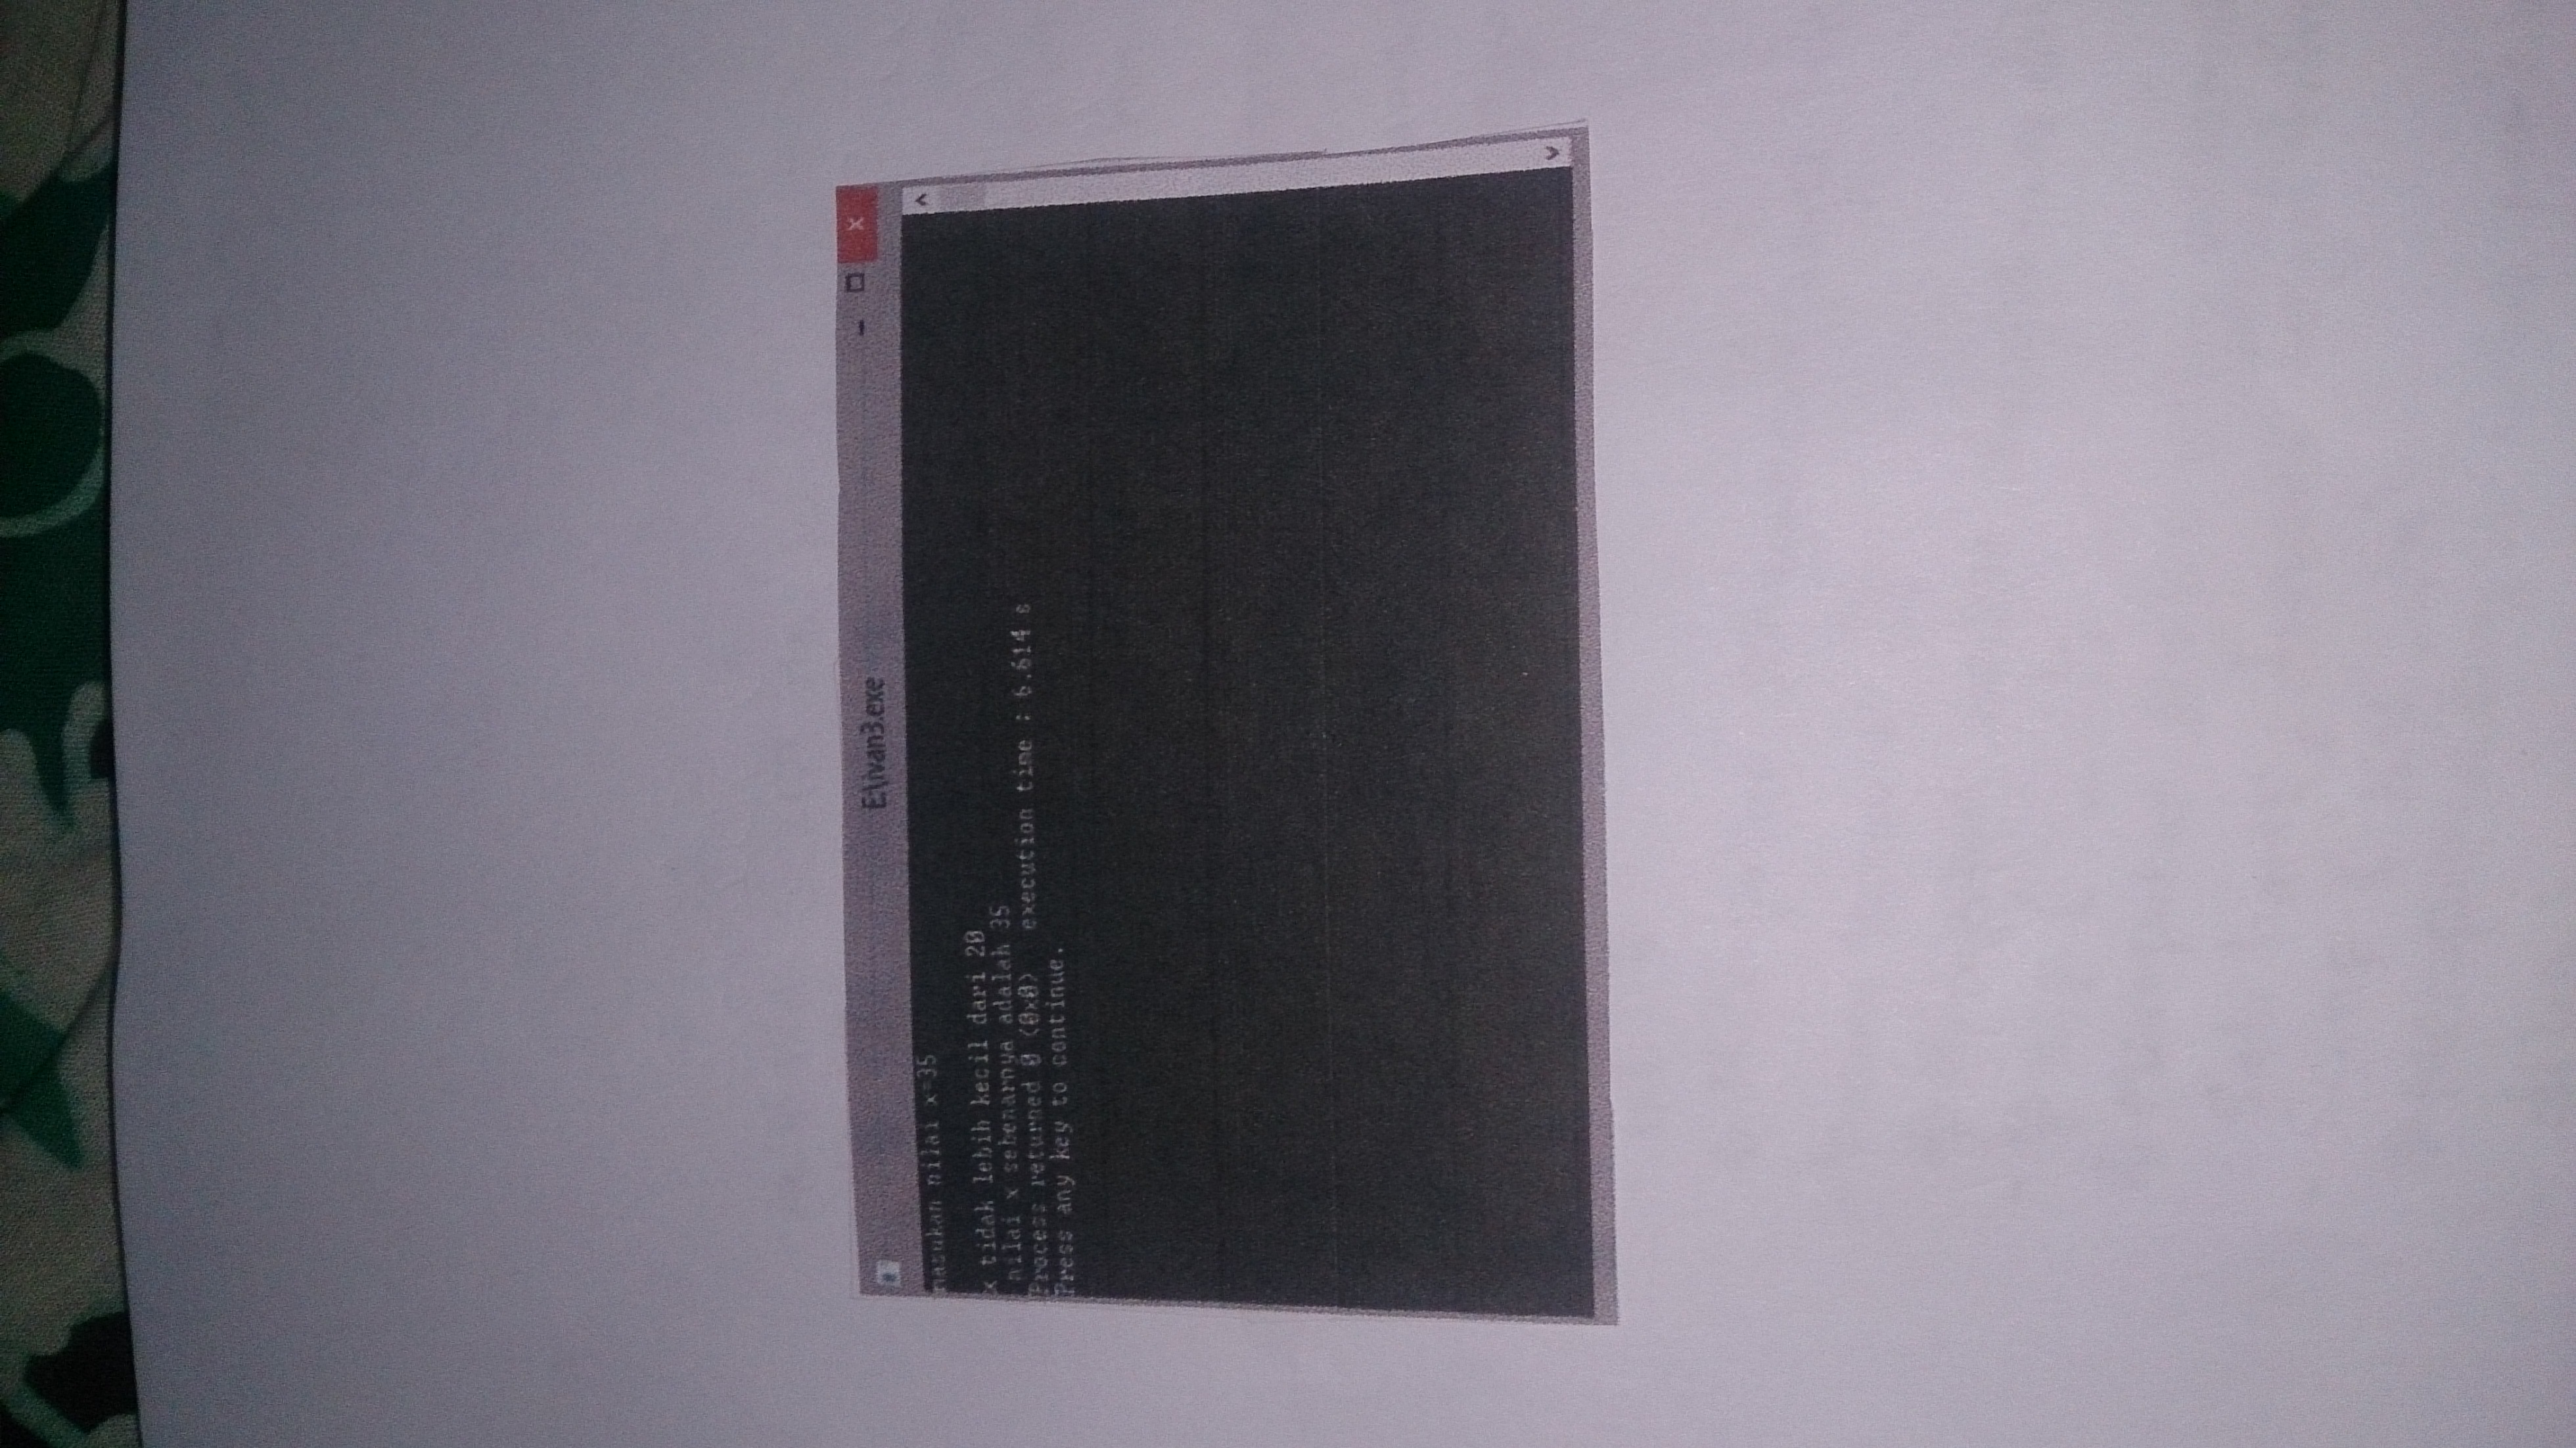 E:\ivan3.exe
masukan nilai x=35
x tidak lebih kecil dari 20
nilai x sebenarnya adalah 35
Process returned 0 (0x0) execution time : 6.614 s
Press any key to continue.